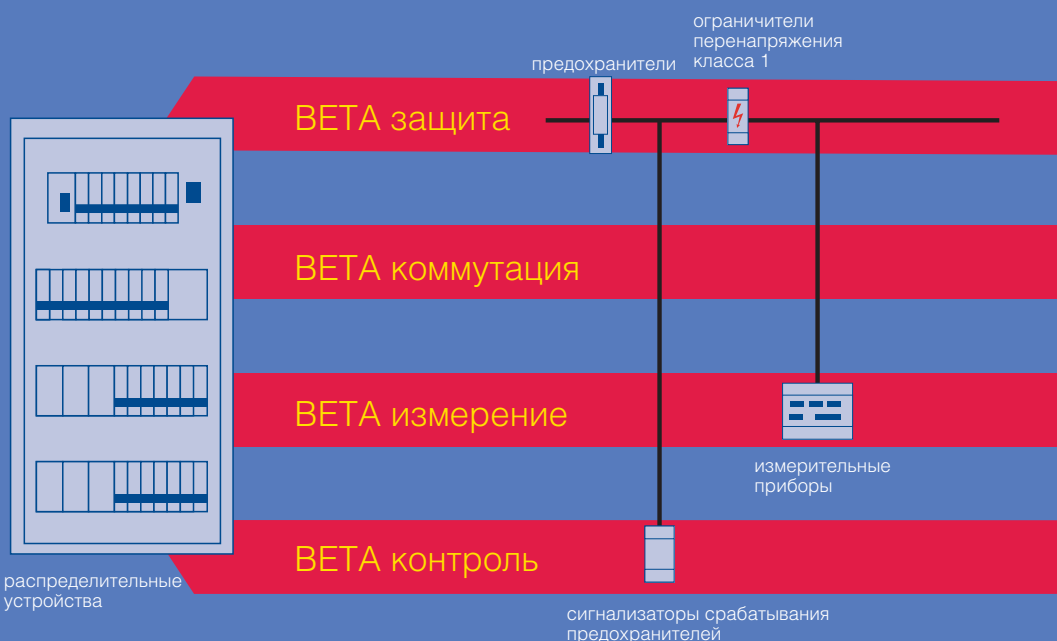 ограничители
перенапряжения
класса 1
предохранители
BETA защита
BETA коммутация
BETA измерение
измерительные
приборы
BETA контроль
распределительные
устройства
сигнализаторы срабатывания
предохранителей